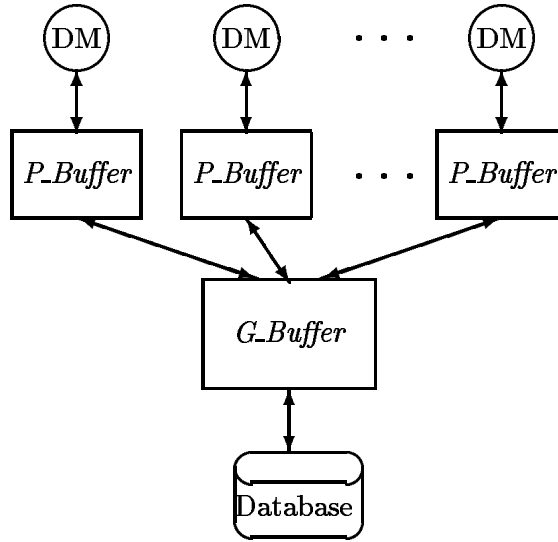 DM DM . . . DM
P_Buffer P_Buffer . . . P_Buffer
G_Buffer
Database